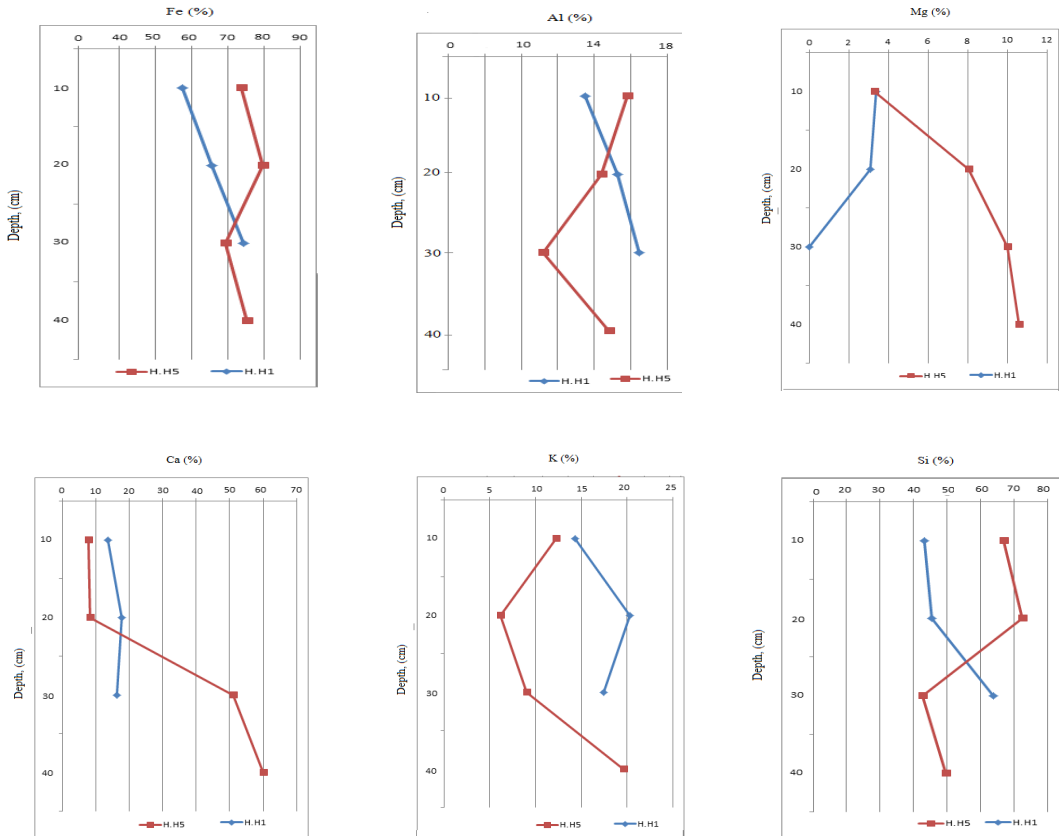 Fe (%)
0 40 50 60 70 80 90
10
20
30
40
Depth, (cm)
H.H5 H.H1
Al (%)
0 10 14 18
10
20
30
40
Depth, (cm)
H.H1 H.H5
Mg (%)
0 2 4 6 8 10 12
10
20
30
40
Depth, (cm)
H.H5 H.H1
Ca (%)
0 10 20 30 40 50 60 70
10
20
30
40
Depth, (cm)
H.H5 H.H1
K (%)
0 5 10 15 20 25
10
20
30
40
Depth, (cm)
H.H5 H.H1
Si (%)
0 20 30 40 50 60 70 80
10
20
30
40
Depth, (cm)
H.H5 H.H1